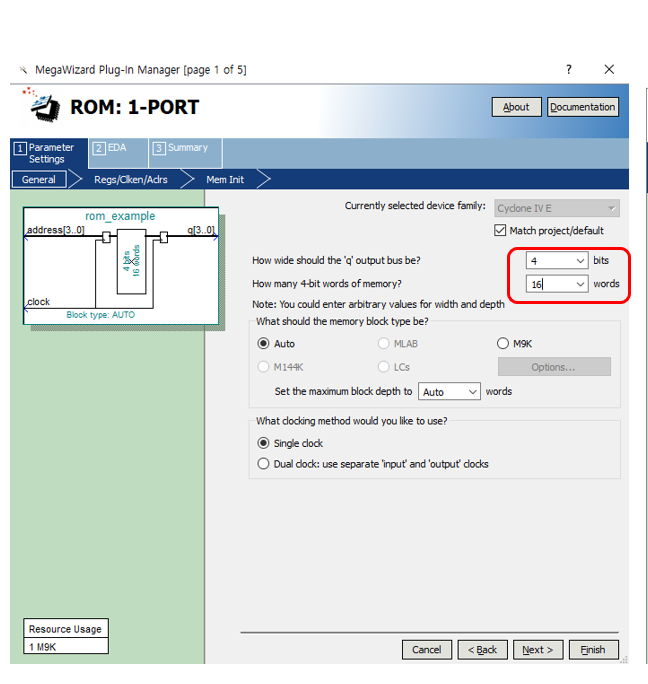 MegaWizard Plug-In Manager [page 1 of 5]
? ×
ROM: 1-PORT
About
Documentation
1 Parameter Settings
2 EDA
3 Summary
General
Regs/Clken/Adrs
Mem Init
rom_example
address[3..0]
q[3..0]
4 bits
16 words
clock
Block type: AUTO
Currently selected device family:
Cyclone IV E
Match project/default
How wide should the 'q' output bus be?
4
bits
How many 4-bit words of memory?
16
words
Note: You could enter arbitrary values for width and depth
What should the memory block type be?
Auto
MLAB
M9K
M144K
LCs
Options...
Set the maximum block depth to
Auto
words
What clocking method would you like to use?
Single clock
Dual clock: use separate 'input' and 'output' clocks
Resource Usage
1 M9K
Cancel
< Back
Next >
Finish